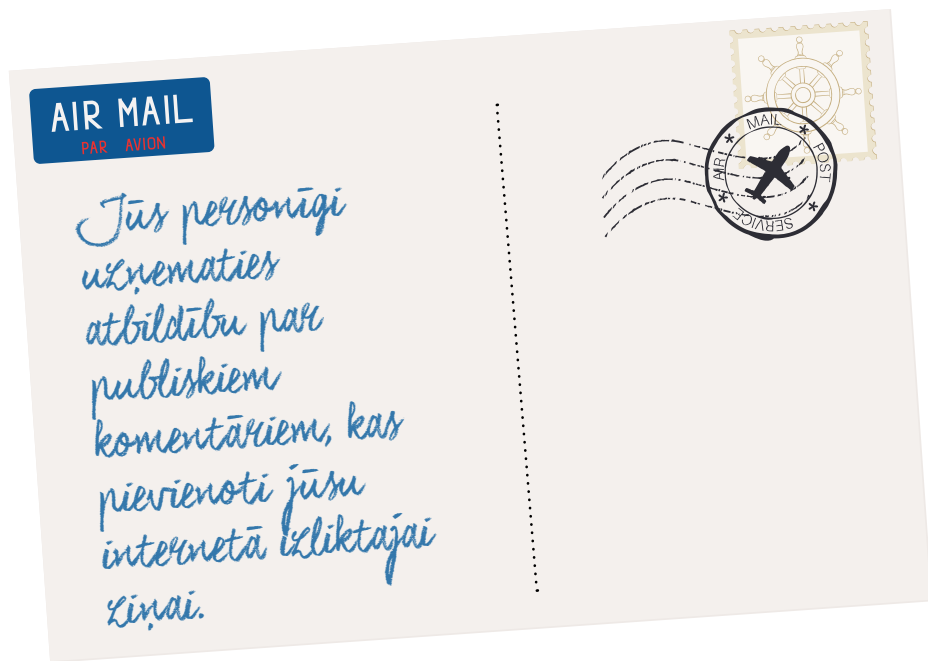 AIR MAIL
PAR AVION
Jūs personīgi
uzņematies
atbildību par
publiskiem
komentāriem, kas
pievienoti jūsu
internetā izliktajai
ziņai.
AIR MAIL POST
SERVICE